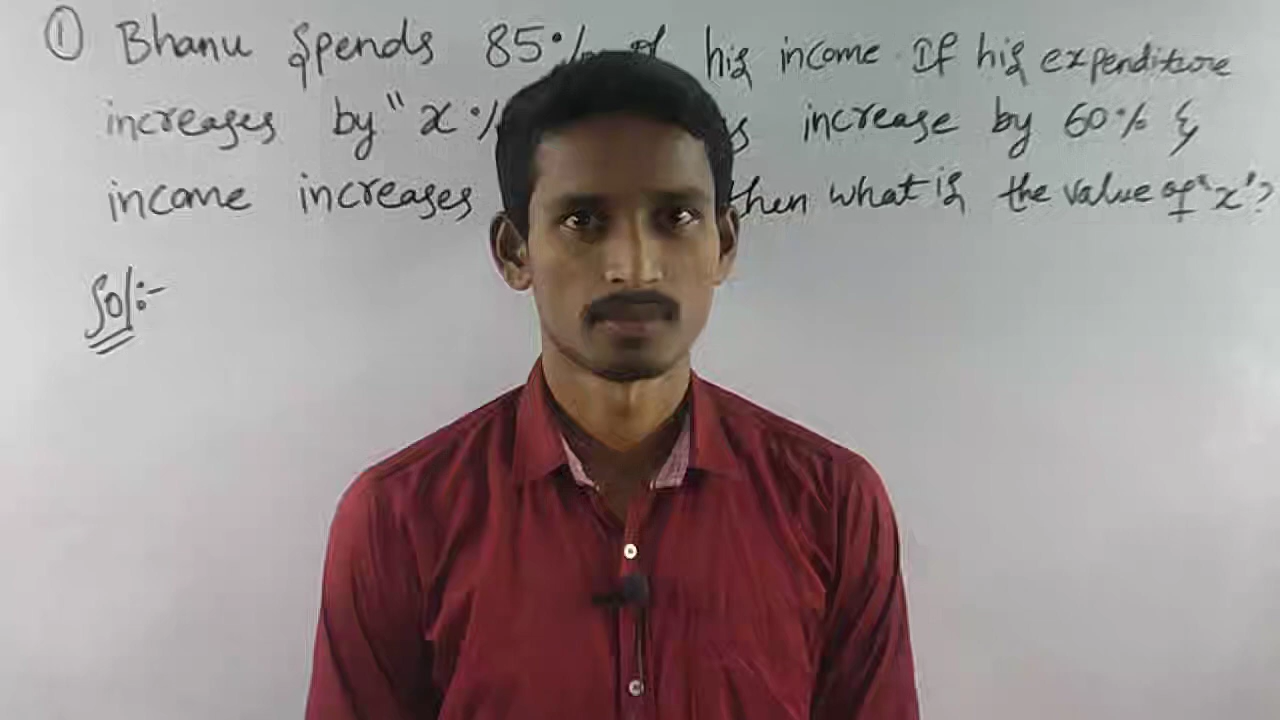 ① Bhanu Spends 85% of his income If his expenditure
increases by "x% increase by 60% &
income increases then what is the value of "x"?
Sol:-